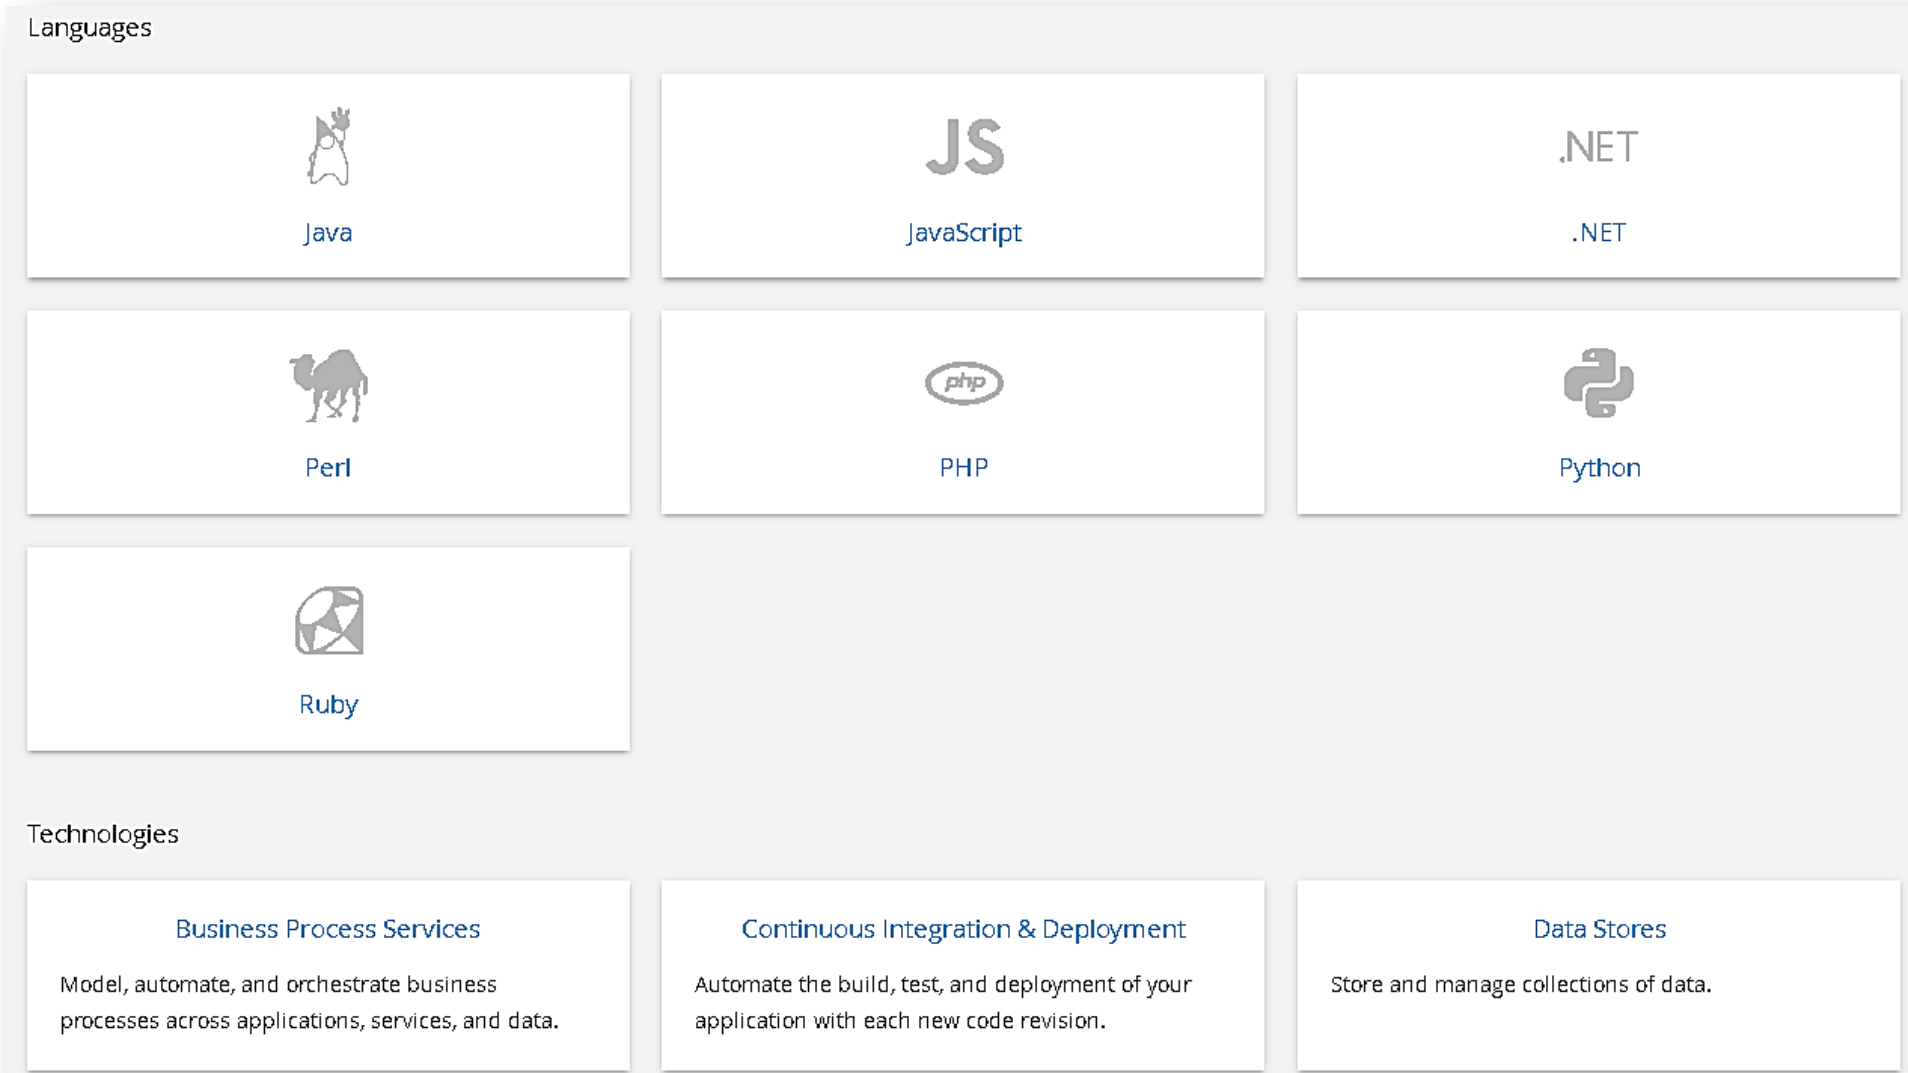 Languages
JS
.NET
Java
JavaScript
.NET
php
Perl
PHP
Python
Ruby
Technologies
Business Process Services
Model, automate, and orchestrate business
processes across applications, services, and data.
Continuous Integration & Deployment
Automate the build, test, and deployment of your
application with each new code revision.
Data Stores
Store and manage collections of data.